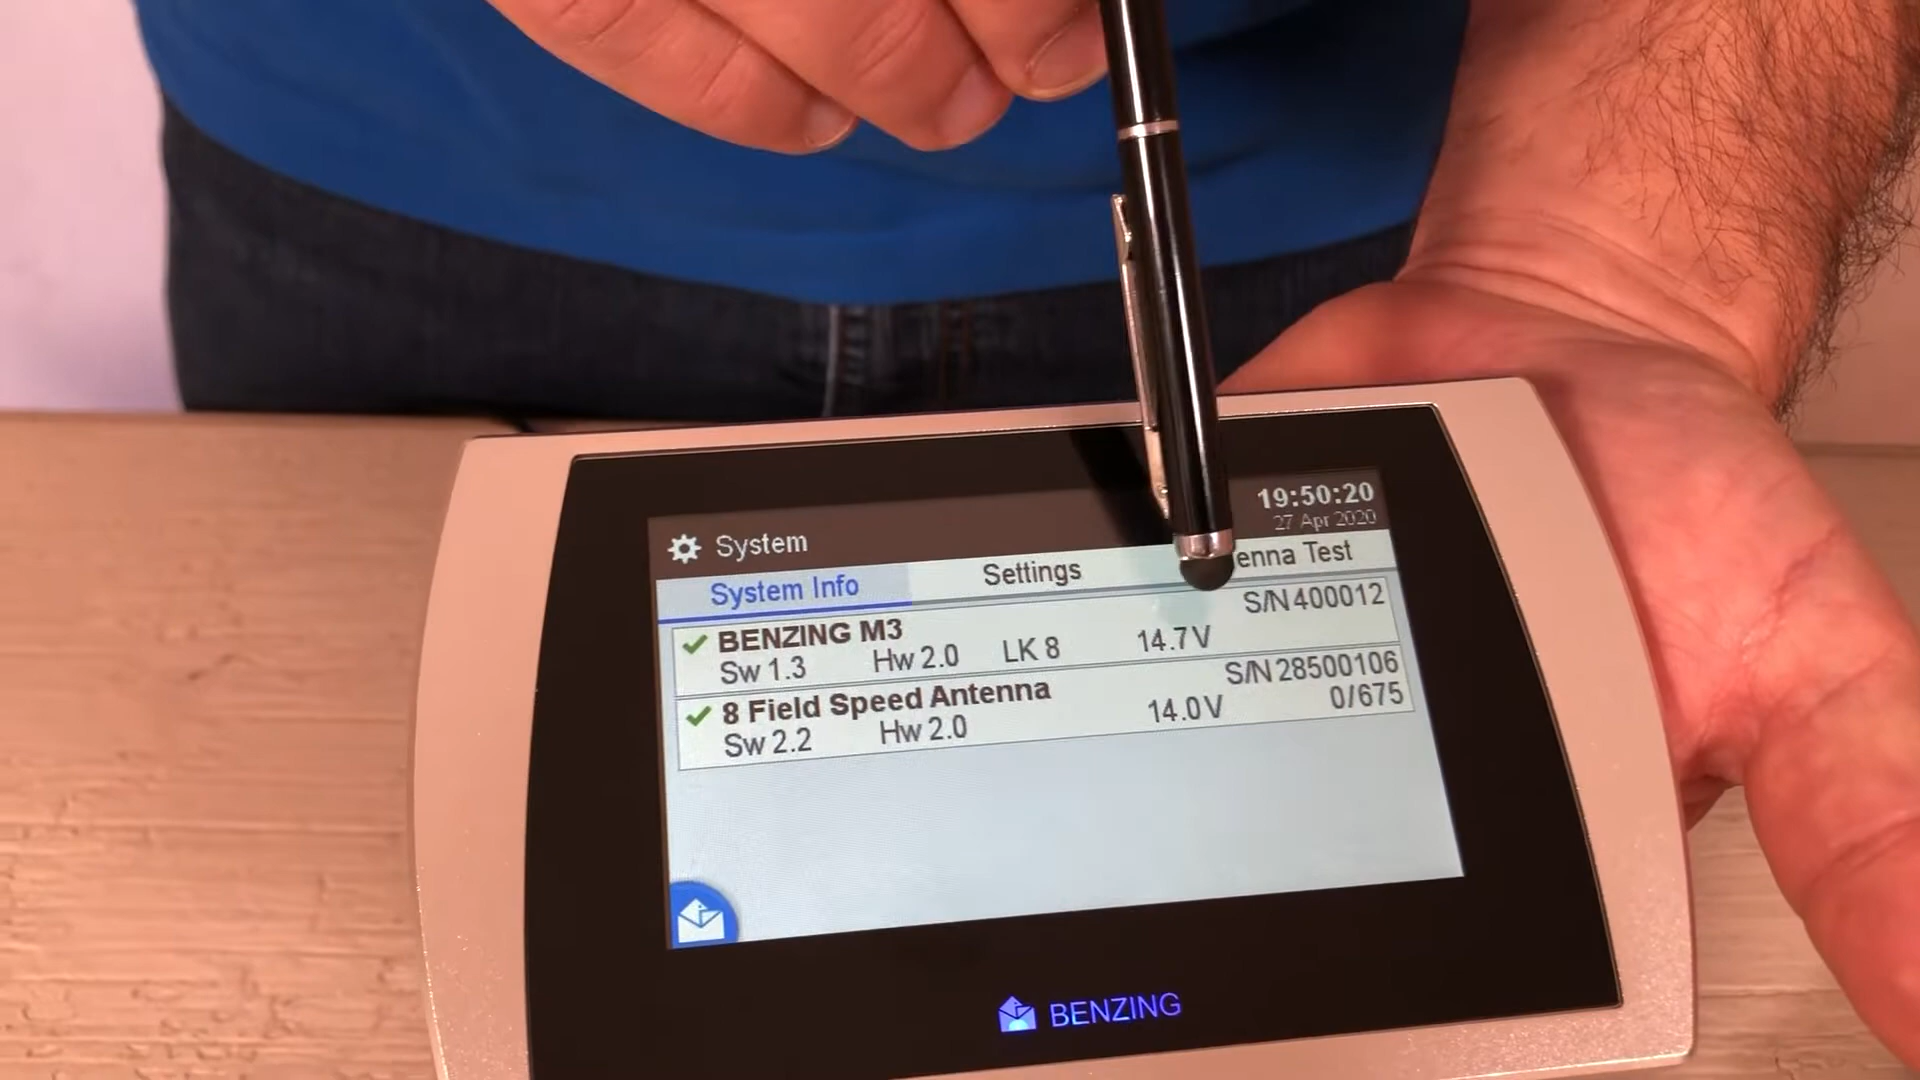 19:50:20
System
27 Apr 2020
System Info
Settings
enna Test
BENZING M3
S/N 400012
Sw 1.3 Hw 2.0 LK 8 14.7V
8 Field Speed Antenna
S/N 28500106
Sw 2.2 Hw 2.0 14.0V 0/675
BENZING